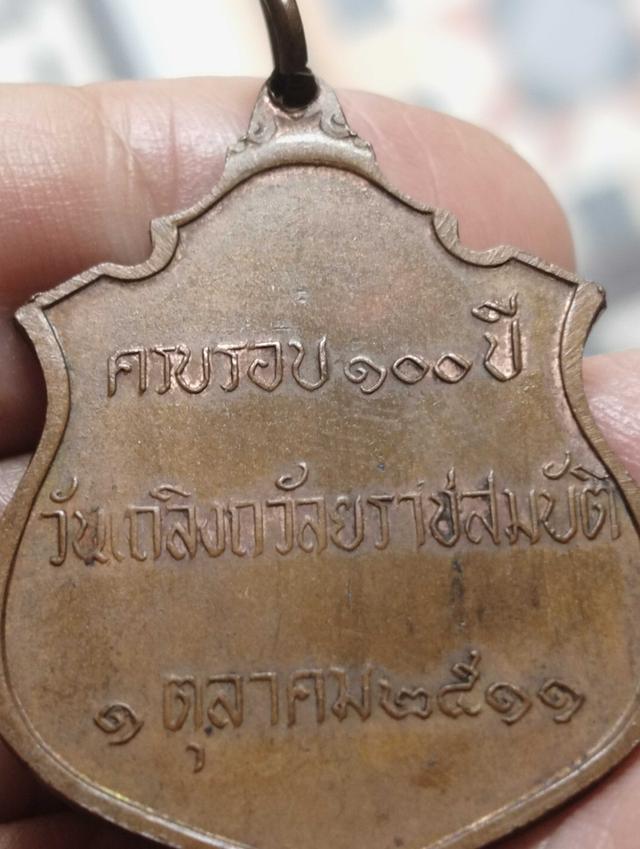 ครบรอบ ๑๐๐ ปี
วันเถลิงถวัลยราชสมบัติ
๑ ตุลาคม ๒๕๑๑